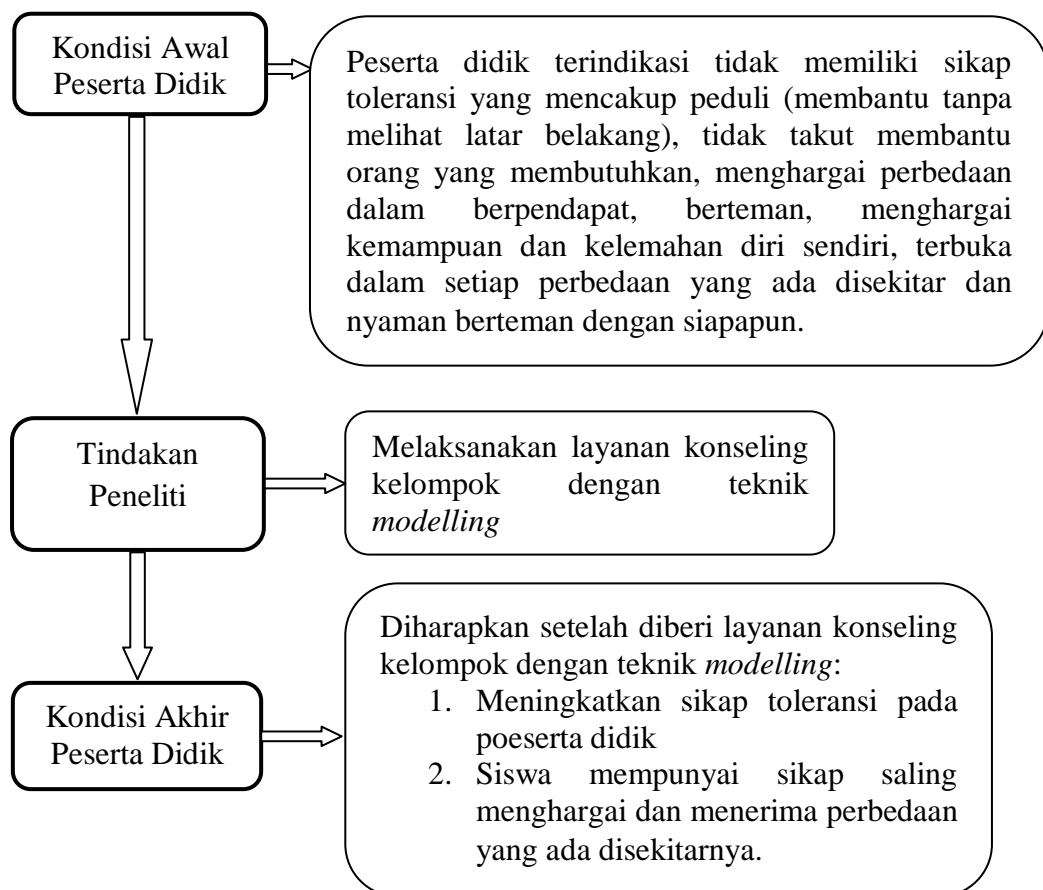 Kondisi Awal
Peserta Didik
Peserta didik terindikasi tidak memiliki sikap
toleransi yang mencakup peduli (membantu tanpa
melihat latar belakang), tidak takut membantu
orang yang membutuhkan, menghargai perbedaan
dalam berpendapat, berteman, menghargai
kemampuan dan kelemahan diri sendiri, terbuka
dalam setiap perbedaan yang ada disekitar dan
nyaman berteman dengan siapapun.
Tindakan
Peneliti
Melaksanakan layanan konseling
kelompok dengan teknik
modelling
Kondisi Akhir
Peserta Didik
Diharapkan setelah diberi layanan konseling
kelompok dengan teknik modelling:
1. Meningkatkan sikap toleransi pada
poeserta didik
2. Siswa mempunyai sikap saling
menghargai dan menerima perbedaan
yang ada disekitarnya.